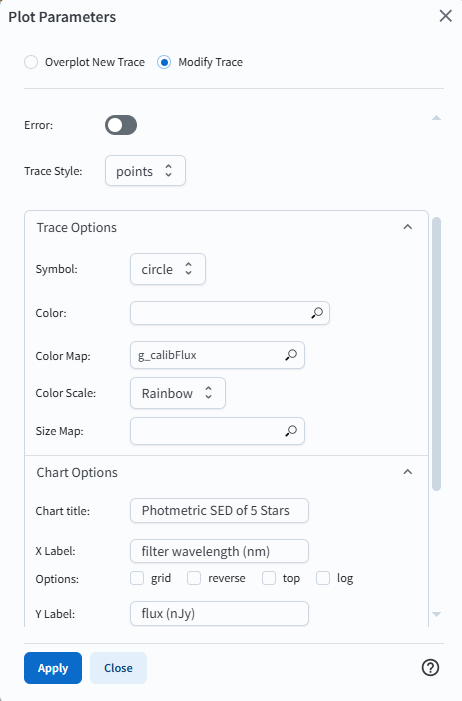 Plot Parameters
Overplot New Trace Modify Trace
Error:
Trace Style: points
Trace Options
Symbol: circle
Color:
Color Map: g_calibFlux
Color Scale: Rainbow
Size Map:
Chart Options
Chart title: Photmetric SED of 5 Stars
X Label: filter wavelength (nm)
Options: grid reverse top log
Y Label: flux (nJy)
Apply Close